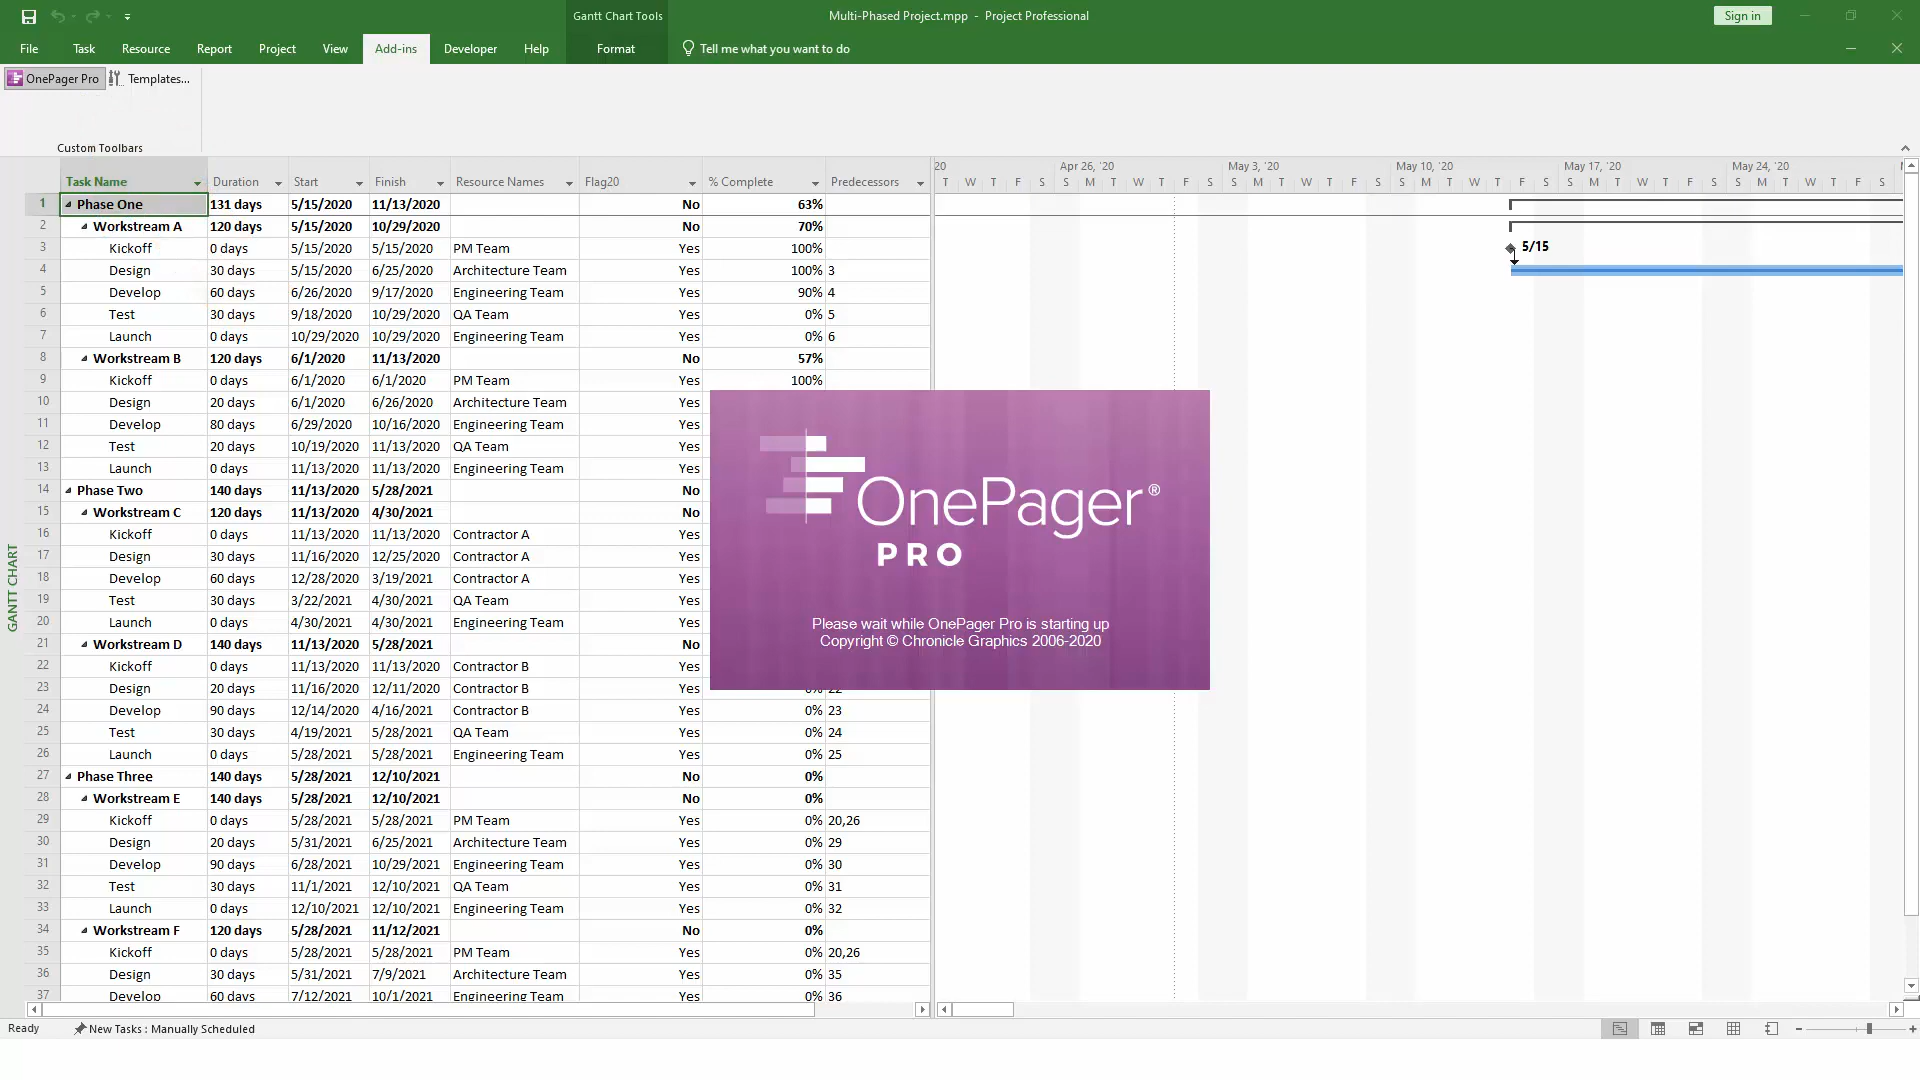 Gantt Chart Tools
Multi-Phased Project.mpp - Project Professional
Sign in
File Task Resource Report Project View Add-ins Developer Help Format Tell me what you want to do
OnePager Pro Templates...
Custom Toolbars
Task Name Duration Start Finish Resource Names Flag20 % Complete Predecessors
20 Apr 26, '20 May 3, '20 May 10, '20 May 17, '20 May 24, '20
T W T F S S M T W T F S S M T W T F S S M T W T F S S M T W T F S S M T W T F S
1 Phase One 131 days 5/15/2020 11/13/2020 No 63%
2 Workstream A 120 days 5/15/2020 10/29/2020 No 70%
3 Kickoff 0 days 5/15/2020 5/15/2020 PM Team Yes 100% 5/15
4 Design 30 days 5/15/2020 6/25/2020 Architecture Team Yes 100% 3
5 Develop 60 days 6/26/2020 9/17/2020 Engineering Team Yes 90% 4
6 Test 30 days 9/18/2020 10/29/2020 QA Team Yes 0% 5
7 Launch 0 days 10/29/2020 10/29/2020 Engineering Team Yes 0% 6
8 Workstream B 120 days 6/1/2020 11/13/2020 No 57%
9 Kickoff 0 days 6/1/2020 6/1/2020 PM Team Yes 100%
10 Design 20 days 6/1/2020 6/26/2020 Architecture Team Yes
11 Develop 80 days 6/29/2020 10/16/2020 Engineering Team Yes
12 Test 20 days 10/19/2020 11/13/2020 QA Team Yes
13 Launch 0 days 11/13/2020 11/13/2020 Engineering Team Yes
14 Phase Two 140 days 11/13/2020 5/28/2021 No
15 Workstream C 120 days 11/13/2020 4/30/2021 No
16 Kickoff 0 days 11/13/2020 11/13/2020 Contractor A Yes
17 Design 30 days 11/16/2020 12/25/2020 Contractor A Yes
18 Develop 60 days 12/28/2020 3/19/2021 Contractor A Yes
19 Test 30 days 3/22/2021 4/30/2021 QA Team Yes
20 Launch 0 days 4/30/2021 4/30/2021 Engineering Team Yes
21 Workstream D 140 days 11/13/2020 5/28/2021 No
22 Kickoff 0 days 11/13/2020 11/13/2020 Contractor B Yes
23 Design 20 days 11/16/2020 12/11/2020 Contractor B Yes
24 Develop 90 days 12/14/2020 4/16/2021 Contractor B Yes 0% 23
25 Test 30 days 4/19/2021 5/28/2021 QA Team Yes 0% 24
26 Launch 0 days 5/28/2021 5/28/2021 Engineering Team Yes 0% 25
27 Phase Three 140 days 5/28/2021 12/10/2021 No 0%
28 Workstream E 140 days 5/28/2021 12/10/2021 No 0%
29 Kickoff 0 days 5/28/2021 5/28/2021 PM Team Yes 0% 20,26
30 Design 20 days 5/31/2021 6/25/2021 Architecture Team Yes 0% 29
31 Develop 90 days 6/28/2021 10/29/2021 Engineering Team Yes 0% 30
32 Test 30 days 11/1/2021 12/10/2021 QA Team Yes 0% 31
33 Launch 0 days 12/10/2021 12/10/2021 Engineering Team Yes 0% 32
34 Workstream F 120 days 5/28/2021 11/12/2021 No 0%
35 Kickoff 0 days 5/28/2021 5/28/2021 PM Team Yes 0% 20,26
36 Design 30 days 5/31/2021 7/9/2021 Architecture Team Yes 0% 35
37 Develop 60 days 7/12/2021 10/1/2021 Engineering Team Yes 0% 36
GANTT CHART
OnePager®
PRO
Please wait while OnePager Pro is starting up
Copyright © Chronicle Graphics 2006-2020
Ready New Tasks : Manually Scheduled